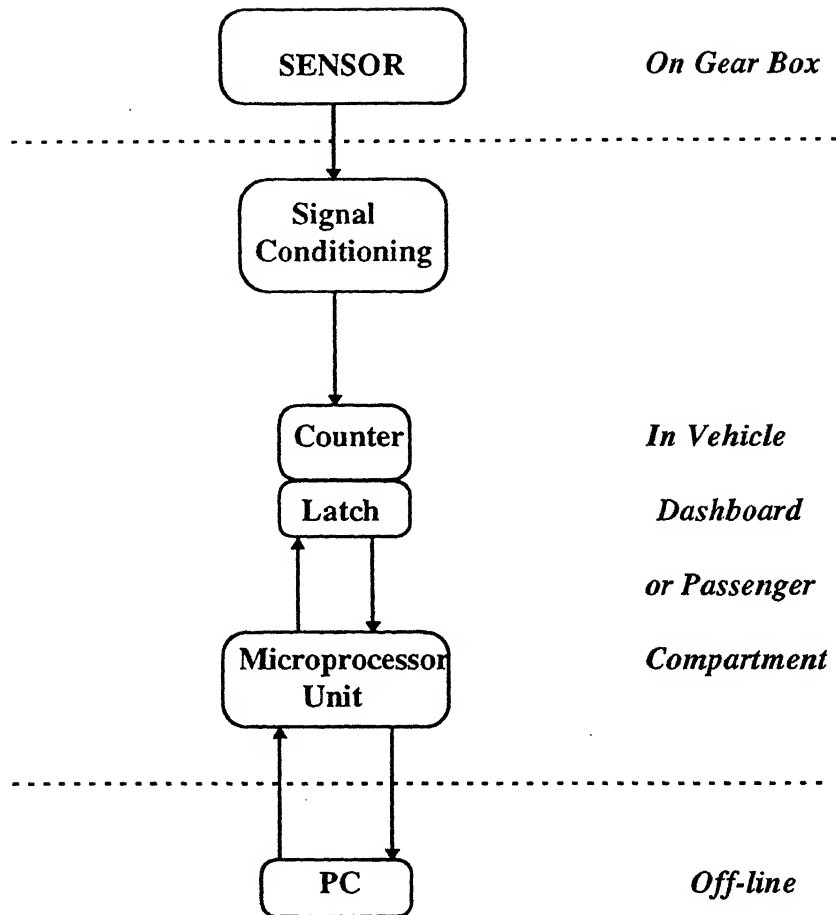 SENSOR
On Gear Box
Signal
Conditioning
Counter
In Vehicle
Latch
Dashboard
or Passenger
Microprocessor
Compartment
Unit
PC
Off-line